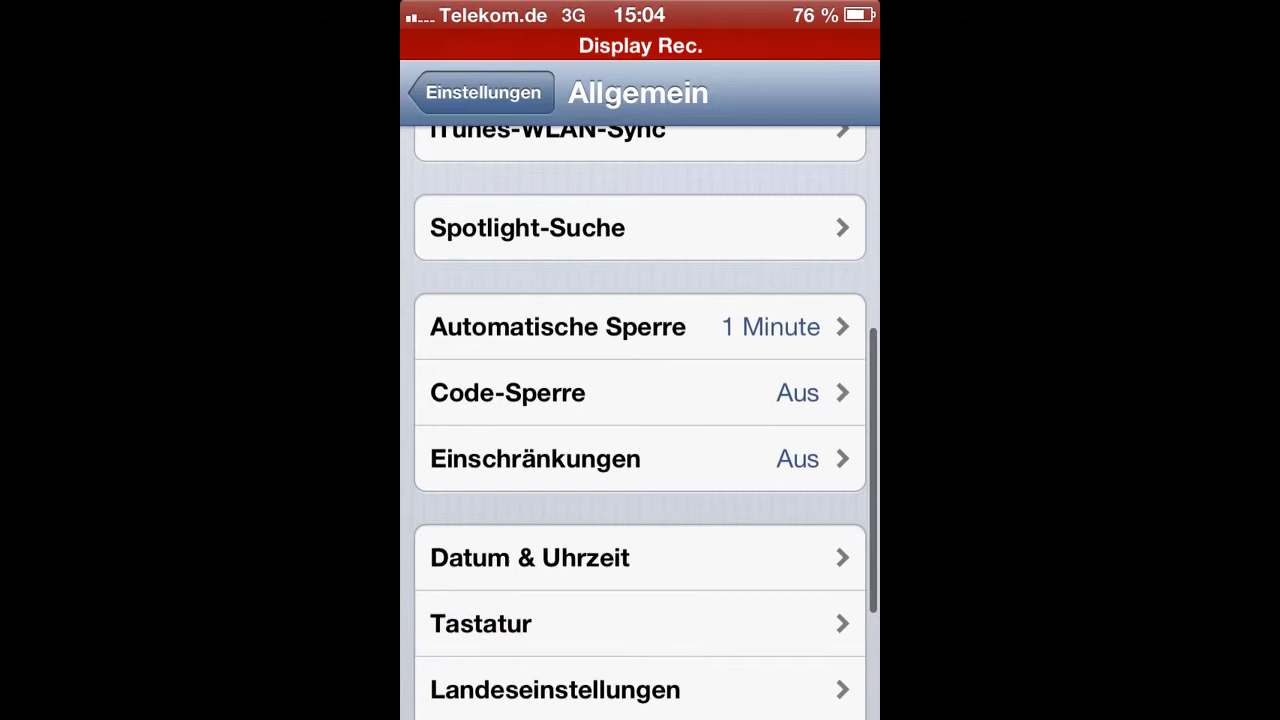 Telekom.de 3G 15:04 76 %
Display Rec.
Einstellungen Allgemein
iTunes-WLAN-Sync
Spotlight-Suche
Automatische Sperre 1 Minute
Code-Sperre Aus
Einschränkungen Aus
Datum & Uhrzeit
Tastatur
Landeseinstellungen